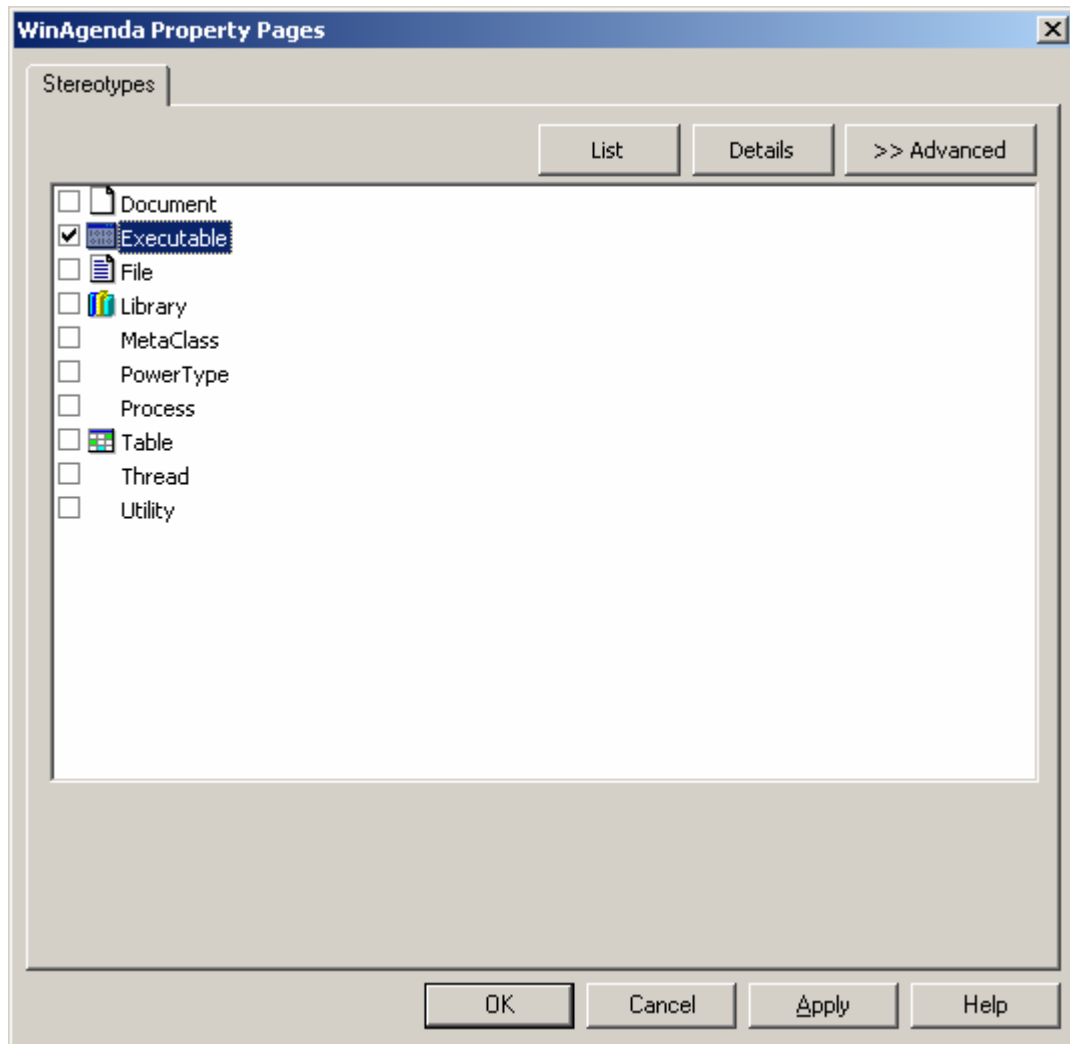 WinAgenda Property Pages
Stereotypes
List Details >> Advanced
Document
Executable
File
Library
MetaClass
PowerType
Process
Table
Thread
Utility
OK Cancel Apply Help